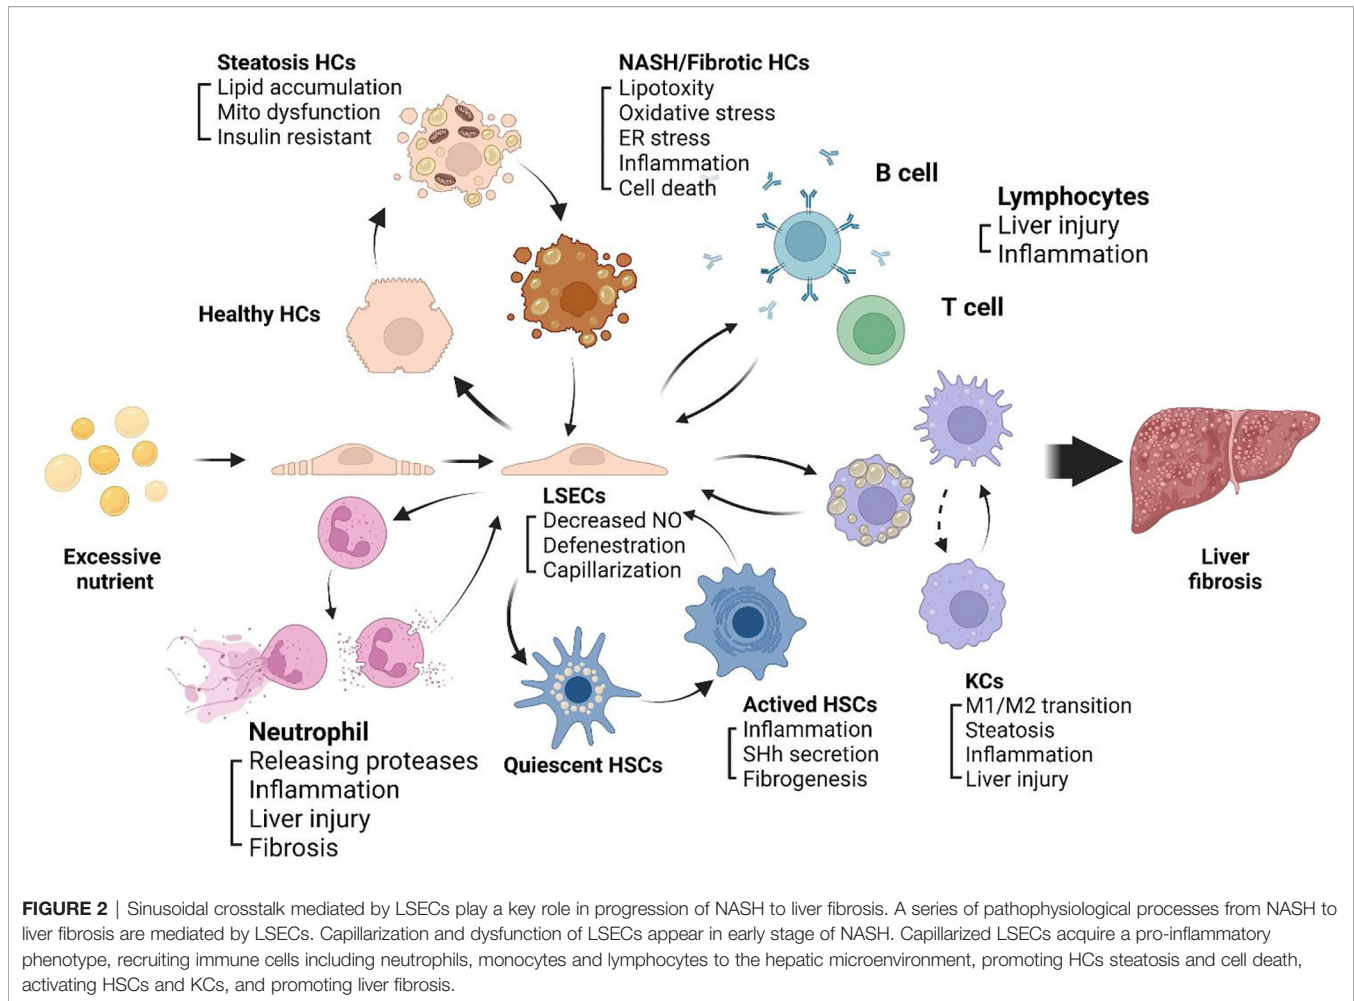 Steatosis HCs
Lipid accumulation
Mito dysfunction
Insulin resistant
NASH/Fibrotic HCs
Lipotoxity
Oxidative stress
ER stress
Inflammation
Cell death
B cell
Lymphocytes
Liver injury
Inflammation
T cell
Healthy HCs
Excessive
nutrient
LSECs
Decreased NO
Defenestration
Capillarization
Liver
fibrosis
Neutrophil
Releasing proteases
Inflammation
Liver injury
Fibrosis
Quiescent HSCs
Actived HSCs
Inflammation
SHh secretion
Fibrogenesis
KCs
M1/M2 transition
Steatosis
Inflammation
Liver injury
FIGURE 2 | Sinusoidal crosstalk mediated by LSECs play a key role in progression of NASH to liver fibrosis. A series of pathophysiological processes from NASH to
liver fibrosis are mediated by LSECs. Capillarization and dysfunction of LSECs appear in early stage of NASH. Capillarized LSECs acquire a pro-inflammatory
phenotype, recruiting immune cells including neutrophils, monocytes and lymphocytes to the hepatic microenvironment, promoting HCs steatosis and cell death,
activating HSCs and KCs, and promoting liver fibrosis.